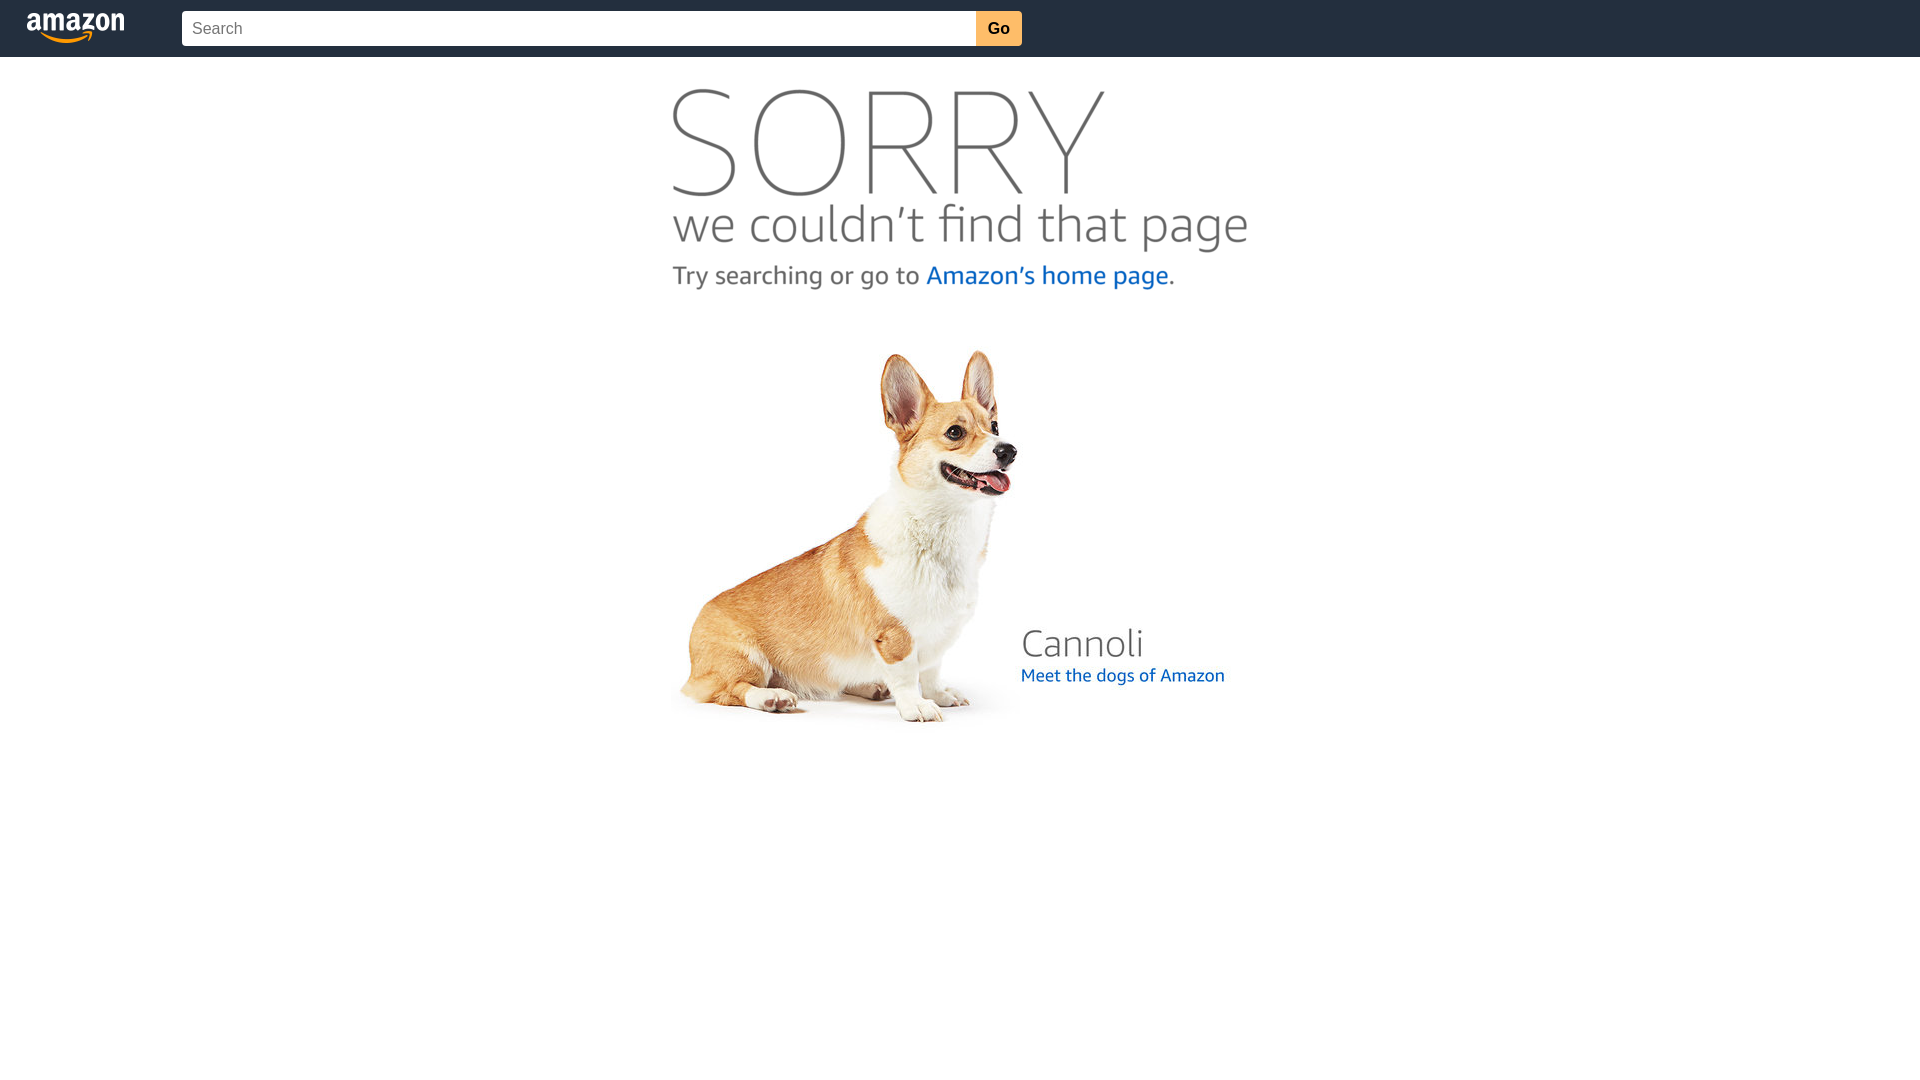 amazon
Search
Go
SORRY
we couldn't find that page
Try searching or go to Amazon's home page.
Cannoli
Meet the dogs of Amazon